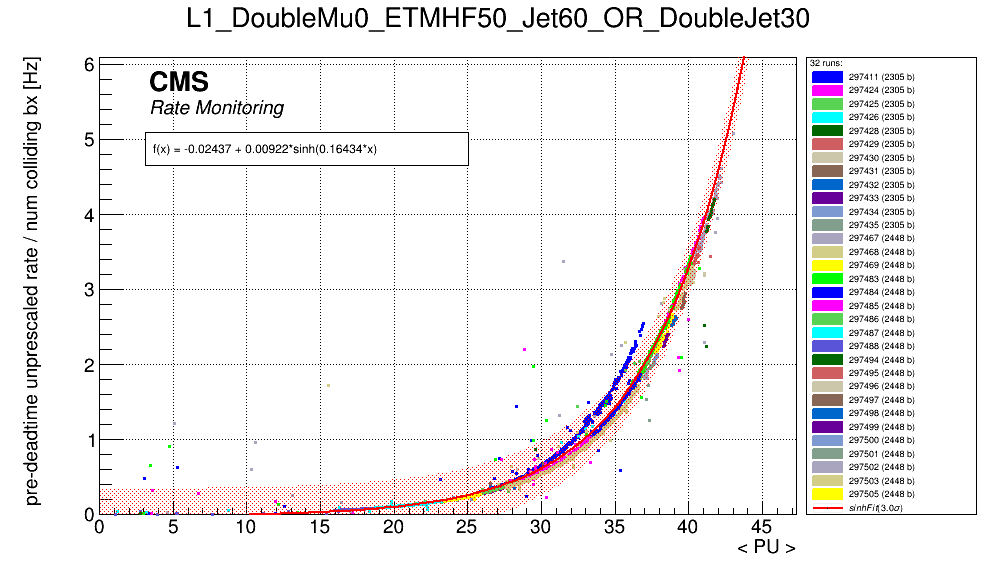 L1_DoubleMu0_ETMHF50_Jet60_OR_DoubleJet30
pre-deadtime unprescaled rate / num colliding bx [Hz]
CMS
Rate Monitoring
f(x) = -0.02437 + 0.00922*sinh(0.16434*x)
6
5
4
3
2
1
0
0 5 10 15 20 25 30 35 40 45
< PU >
32 runs:
297411 (2305 b)
297424 (2305 b)
297425 (2305 b)
297426 (2305 b)
297428 (2305 b)
297429 (2305 b)
297430 (2305 b)
297431 (2305 b)
297432 (2305 b)
297433 (2305 b)
297434 (2305 b)
297435 (2305 b)
297467 (2448 b)
297468 (2448 b)
297469 (2448 b)
297483 (2448 b)
297484 (2448 b)
297485 (2448 b)
297486 (2448 b)
297487 (2448 b)
297488 (2448 b)
297494 (2448 b)
297495 (2448 b)
297496 (2448 b)
297497 (2448 b)
297498 (2448 b)
297499 (2448 b)
297500 (2448 b)
297501 (2448 b)
297502 (2448 b)
297503 (2448 b)
297505 (2448 b)
sinhFit(3.0σ)